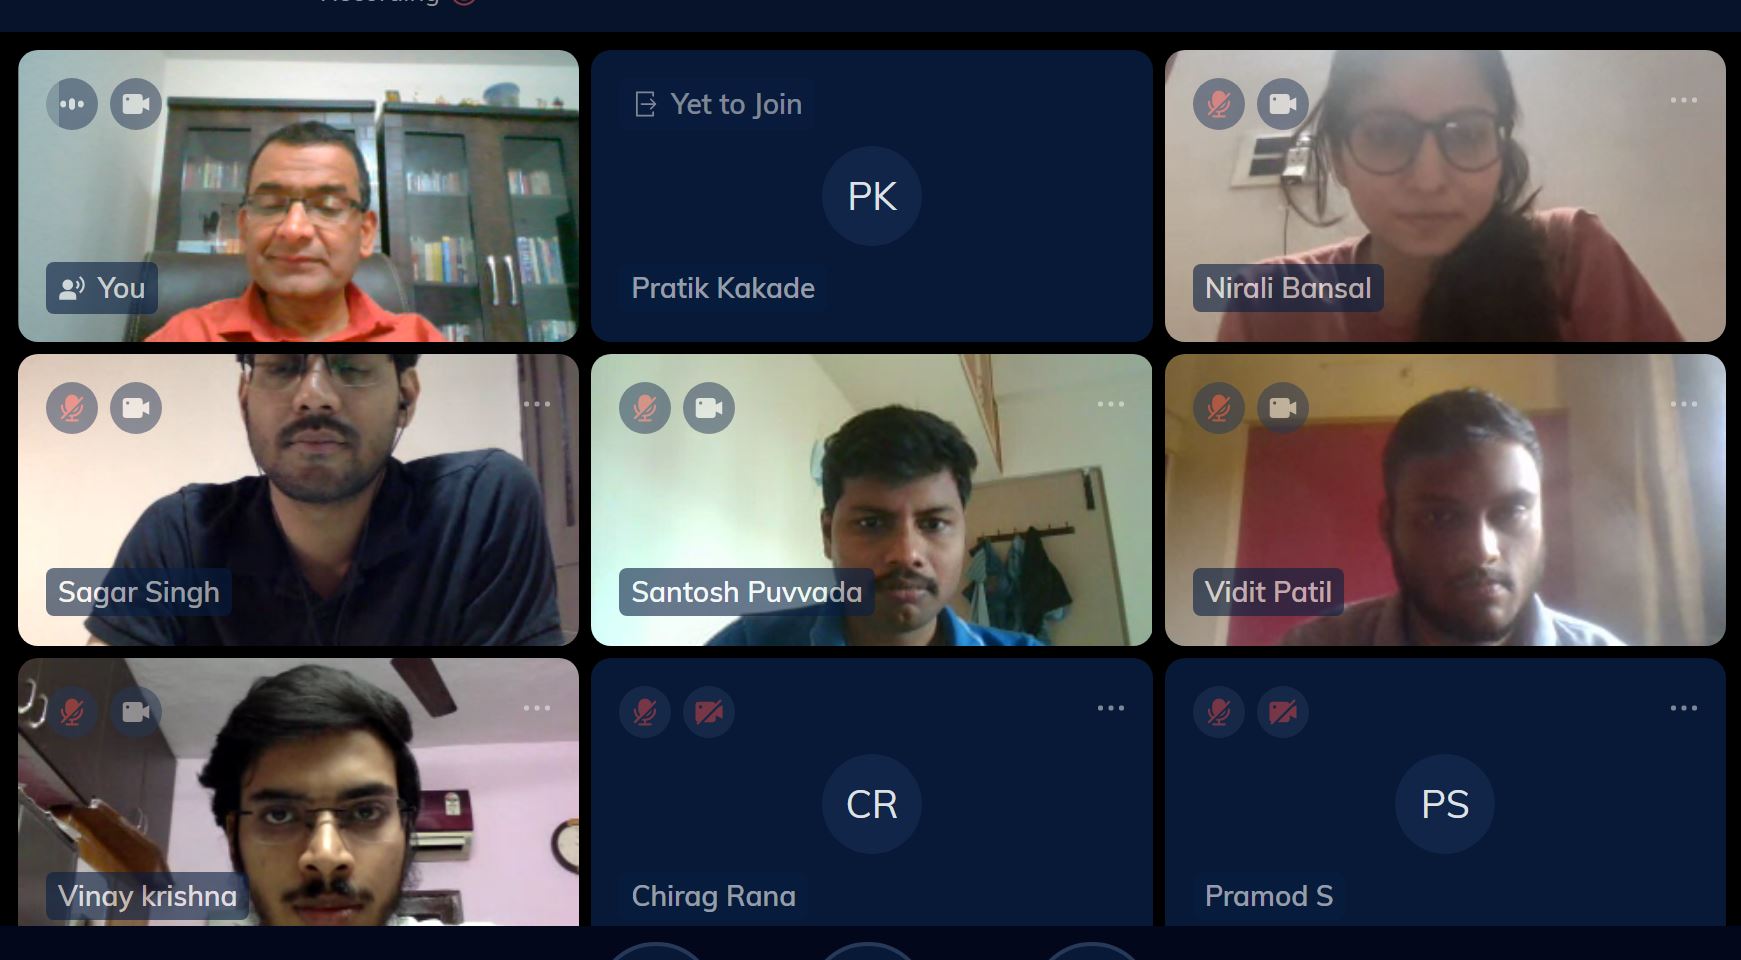 Recording
Yet to Join
PK
You
Pratik Kakade
Nirali Bansal
Sagar Singh
Santosh Puvvada
Vidit Patil
CR
PS
Vinay krishna
Chirag Rana
Pramod S